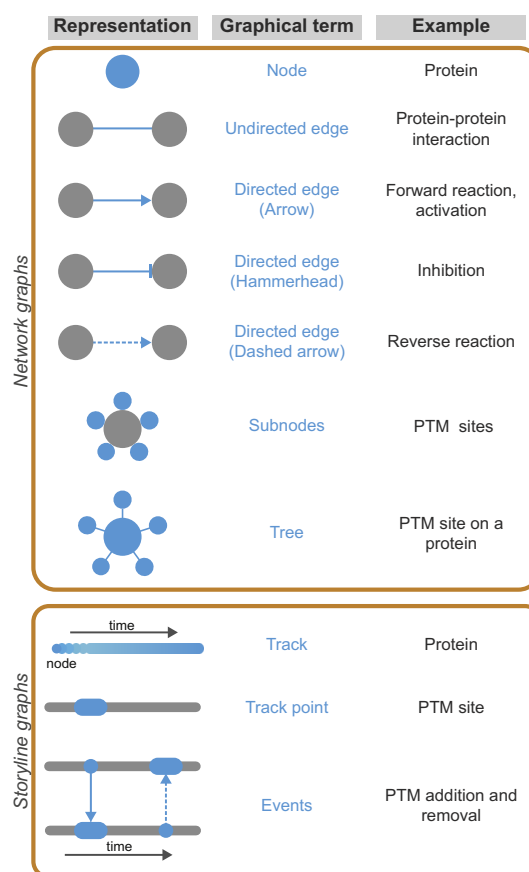 Representation Graphical term Example
Network graphs
Node Protein
Undirected edge Protein-protein
interaction
Directed edge Forward reaction,
(Arrow) activation
Directed edge Inhibition
(Hammerhead)
Directed edge Reverse reaction
(Dashed arrow)
Subnodes PTM sites
Tree PTM site on a
protein
Storyline graphs
time
node
Track Protein
Track point PTM site
Events PTM addition and
removal
time